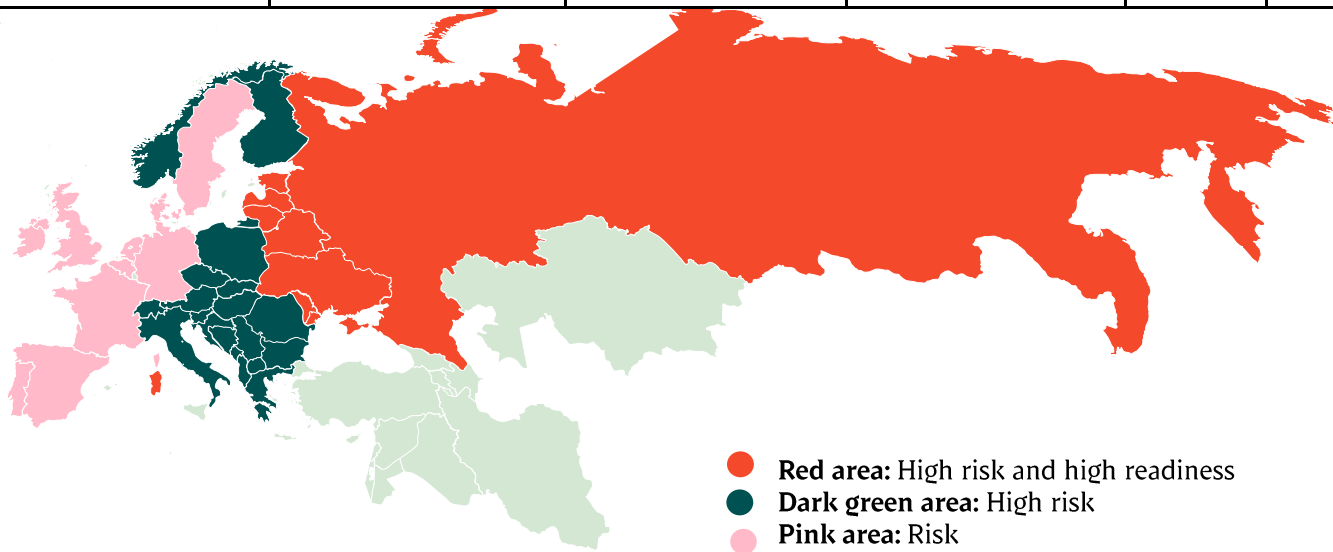 Red area: High risk and high readiness
Dark green area: High risk
Pink area: Risk